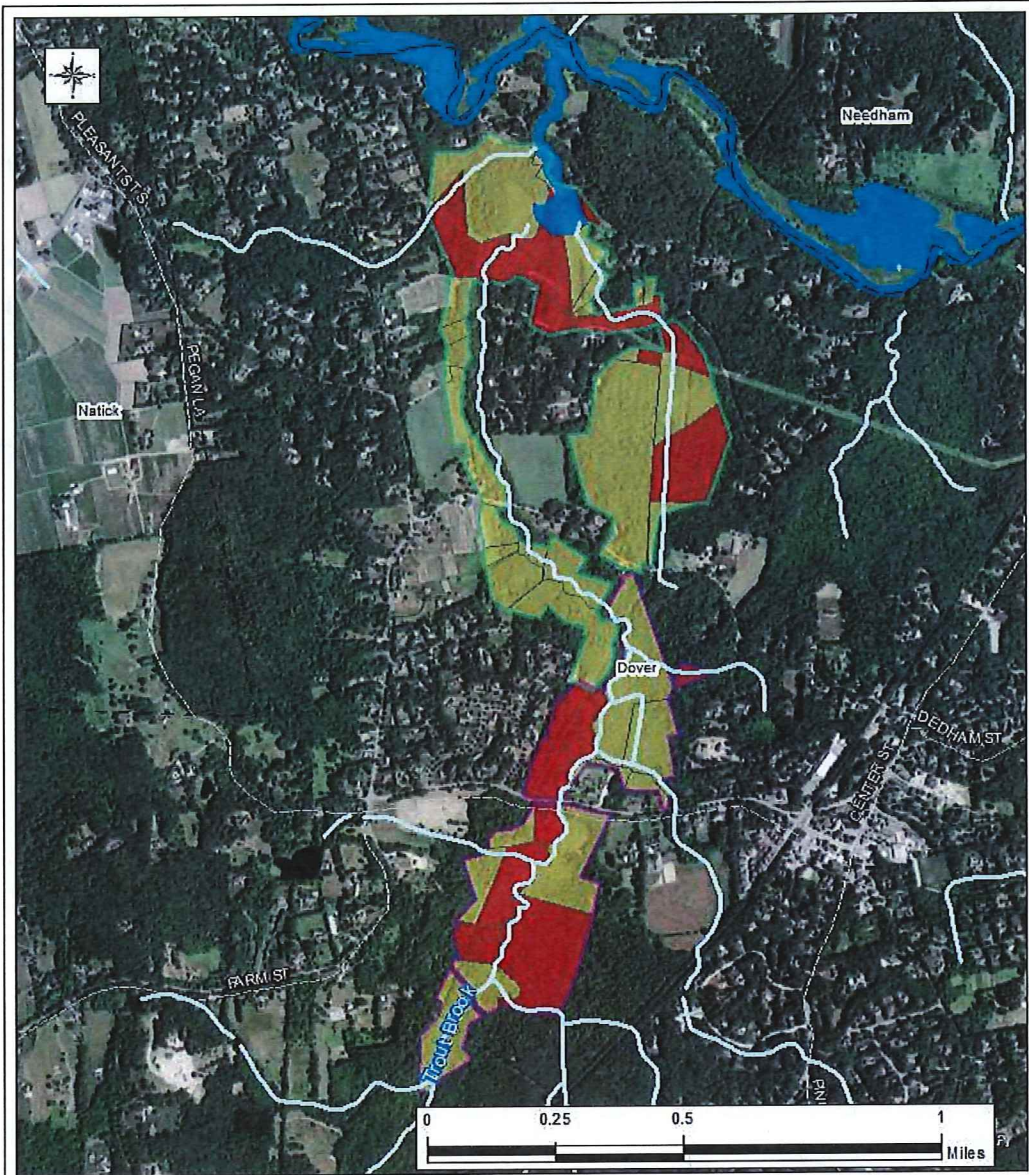 Needham
PLEASANT ST S
PEGAN LA
Natick
Dover
DEDHAM ST
CENTER ST
FARM ST
Trout Brook
0 0.25 0.5 1
Miles